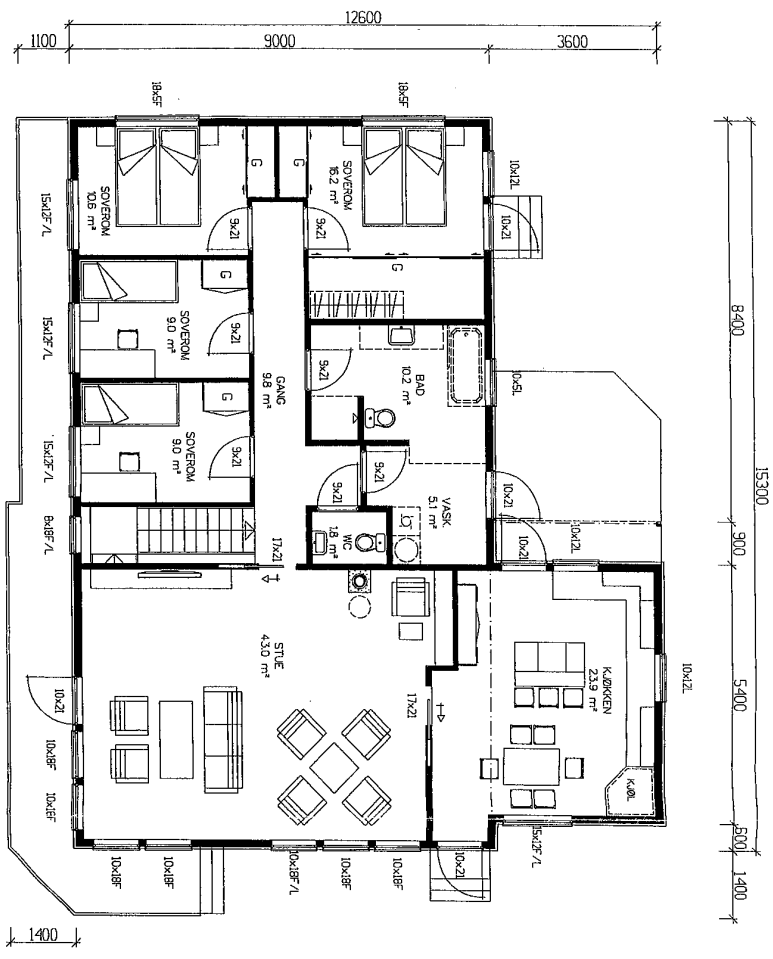 12600
1100
9000
3600
18x5F
18x5F
15x12F/L
SOVEROM
10.6 m²
G
G
SOVEROM
16.2 m²
10x12L
10x21
9x21
9x21
G
15x12F/L
SOVEROM
9.0 m²
G
9x21
9x21
BAD
10.2 m²
10x5L
8400
15300
GANG
9.8 m²
15x12F/L
SOVEROM
9.0 m²
G
9x21
9x21
9x21
VASK
5.1 m²
10x21
8x18F/L
17x21
WC
1.8 m²
10x21
10x12L
900
STUE
43.0 m²
KJØKKEN
23.9 m²
10x12L
5400
10x21
17x21
10x18F
10x18F
KJØL
600
10x18F
10x18F
10x18F/L
10x18F
10x18F
10x21
15x12F/L
1400
1400